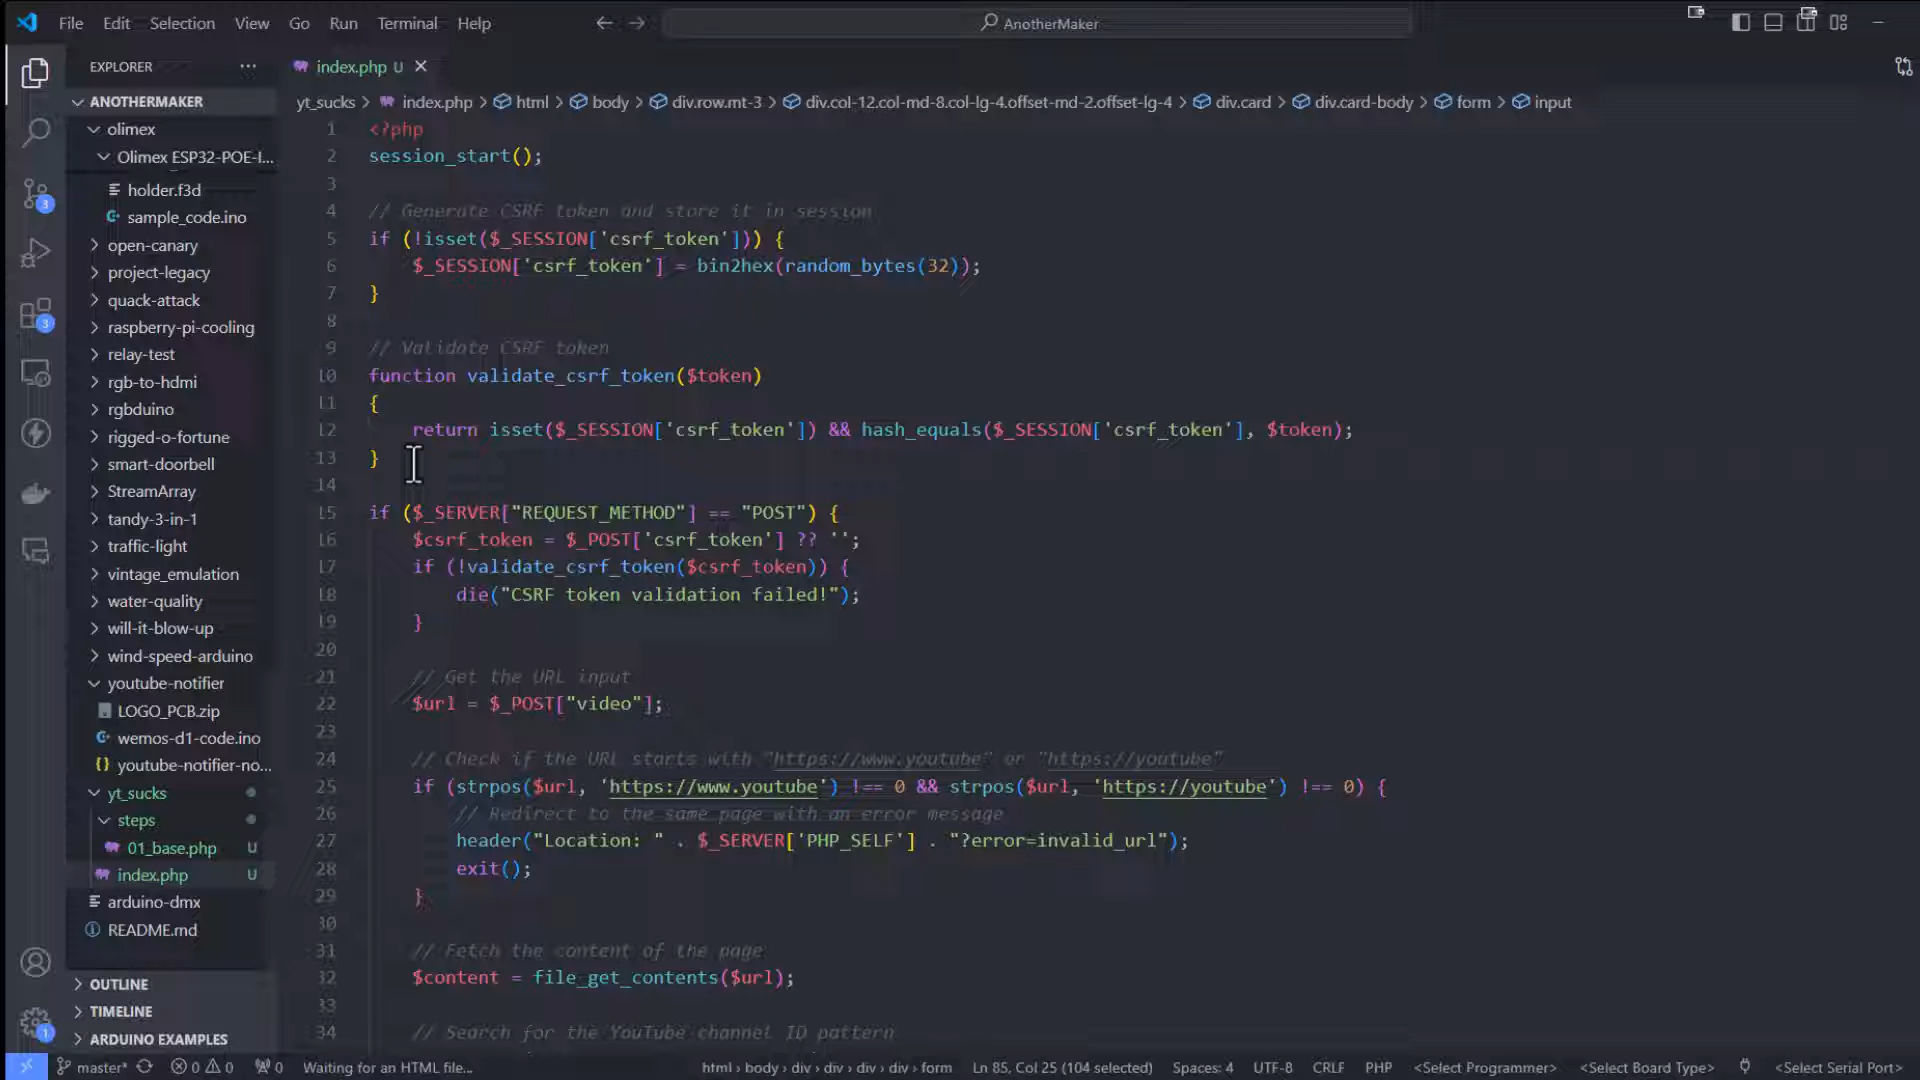 File Edit Selection View Go Run Terminal Help
AnotherMaker
EXPLORER
index.php U
ANOTHERMAKER
yt_sucks > index.php > html > body > div.row.mt-3 > div.col-12.col-md-8.col-lg-4.offset-md-2.offset-lg-4 > div.card > div.card-body > form > input
olimex
Olimex ESP32-POE-I...
holder.f3d
sample_code.ino
open-canary
project-legacy
quack-attack
raspberry-pi-cooling
relay-test
rgb-to-hdmi
rgbduino
rigged-o-fortune
smart-doorbell
StreamArray
tandy-3-in-1
traffic-light
vintage_emulation
water-quality
will-it-blow-up
wind-speed-arduino
youtube-notifier
LOGO_PCB.zip
wemos-d1-code.ino
youtube-notifier-no...
yt_sucks
steps
01_base.php U
index.php U
arduino-dmx
README.md
OUTLINE
TIMELINE
ARDUINO EXAMPLES
3
3
1
1 <?php
2 session_start();
3
4 // Generate CSRF token and store it in session
5 if (!isset($_SESSION['csrf_token'])) {
6 $_SESSION['csrf_token'] = bin2hex(random_bytes(32));
7 }
8
9 // Validate CSRF token
10 function validate_csrf_token($token)
11 {
12 return isset($_SESSION['csrf_token']) && hash_equals($_SESSION['csrf_token'], $token);
13 }
14
15 if ($_SERVER["REQUEST_METHOD"] == "POST") {
16 $csrf_token = $_POST['csrf_token'] ?? '';
17 if (!validate_csrf_token($csrf_token)) {
18 die("CSRF token validation failed!");
19 }
20
21 // Get the URL input
22 $url = $_POST["video"];
23
24 // Check if the URL starts with "https://www.youtube" or "https://youtube"
25 if (strpos($url, 'https://www.youtube') !== 0 && strpos($url, 'https://youtube') !== 0) {
26 // Redirect to the same page with an error message
27 header("Location: " . $_SERVER['PHP_SELF'] . "?error=invalid_url");
28 exit();
29 }
30
31 // Fetch the content of the page
32 $content = file_get_contents($url);
33
34 // Search for the YouTube channel ID pattern
master* 0 0 0 Waiting for an HTML file... html › body › div › div › div › div › form Ln 85, Col 25 (104 selected) Spaces: 4 UTF-8 CRLF PHP <Select Programmer> <Select Board Type> <Select Serial Port>